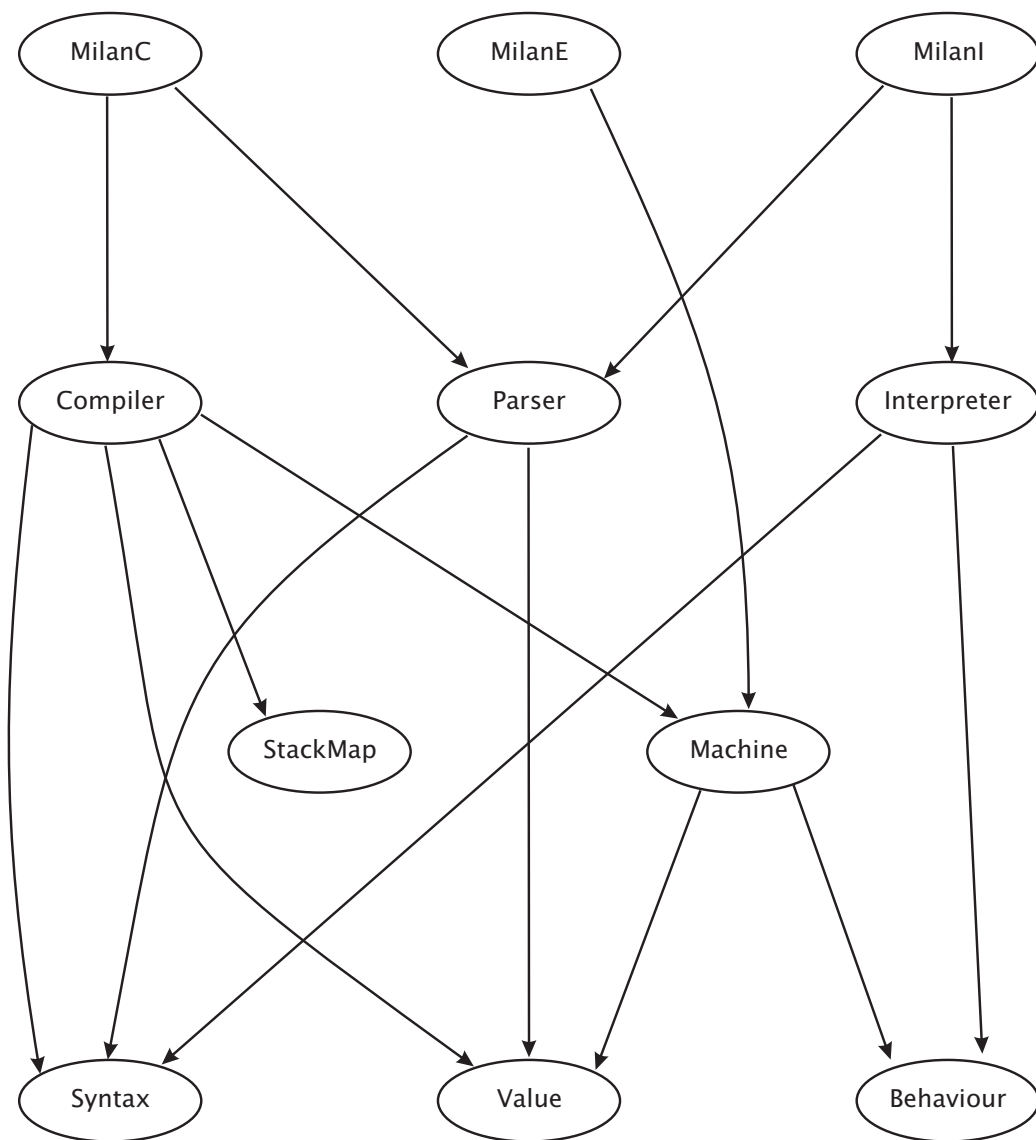 MilanC
MilanE
MilanI
Compiler
Parser
Interpreter
StackMap
Machine
Syntax
Value
Behaviour